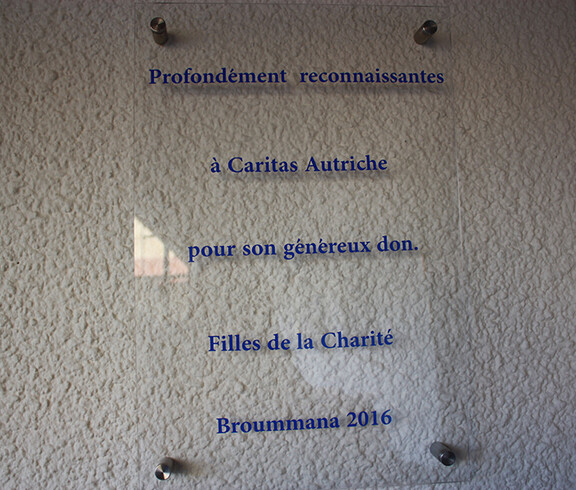 Profondément reconnaissantes
à Caritas Autriche
pour son généreux don.
Filles de la Charité
Broummana 2016